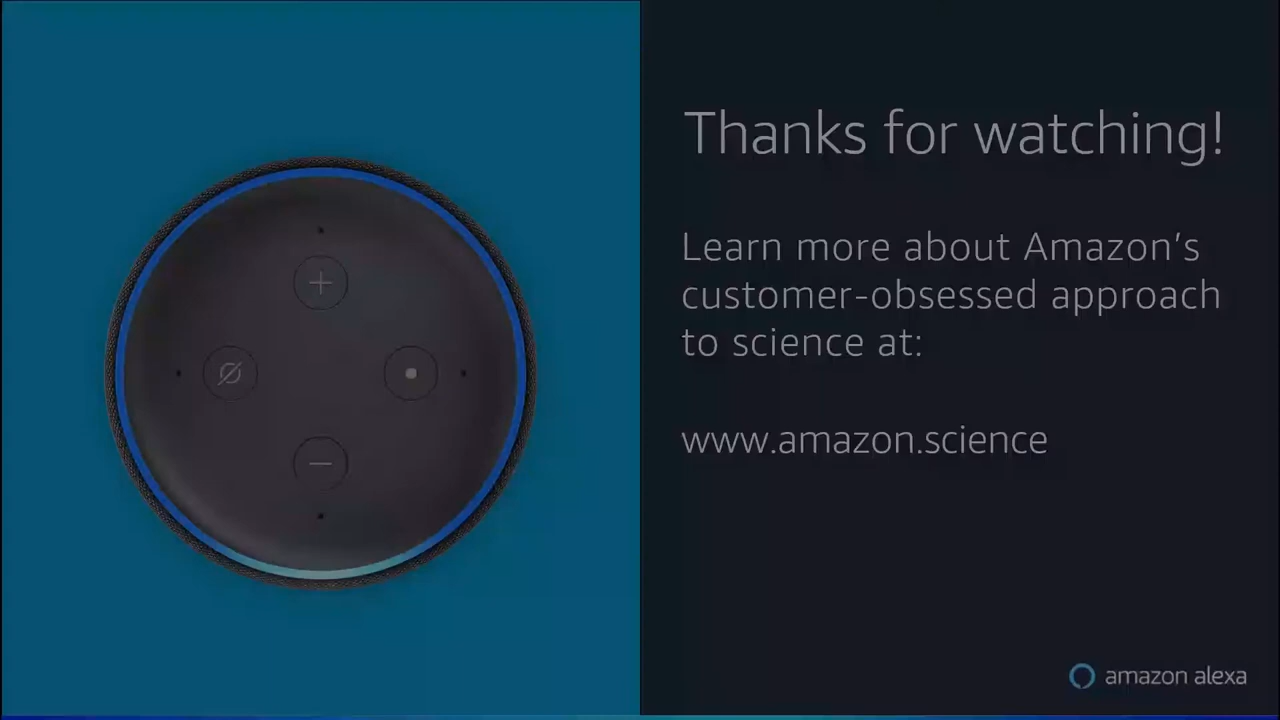 Thanks for watching!
Learn more about Amazon’s
customer-obsessed approach
to science at:
www.amazon.science
amazon alexa